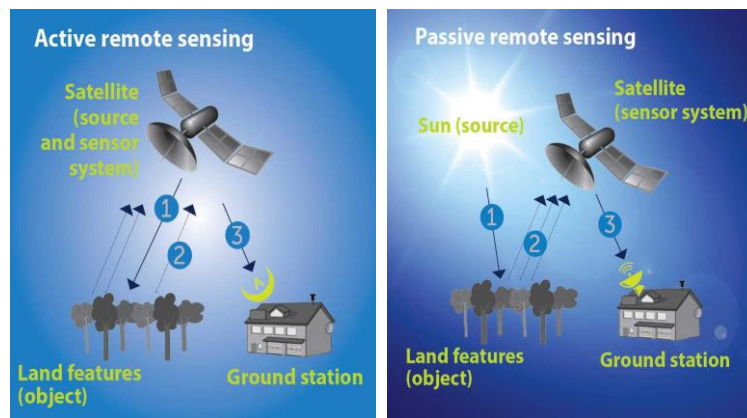 Active remote sensing
Satellite
(source
and sensor
system)
1
2
3
Land features
(object)
Ground station
Passive remote sensing
Sun (source)
Satellite
(sensor system)
1
2
3
Land features
(object)
Ground station